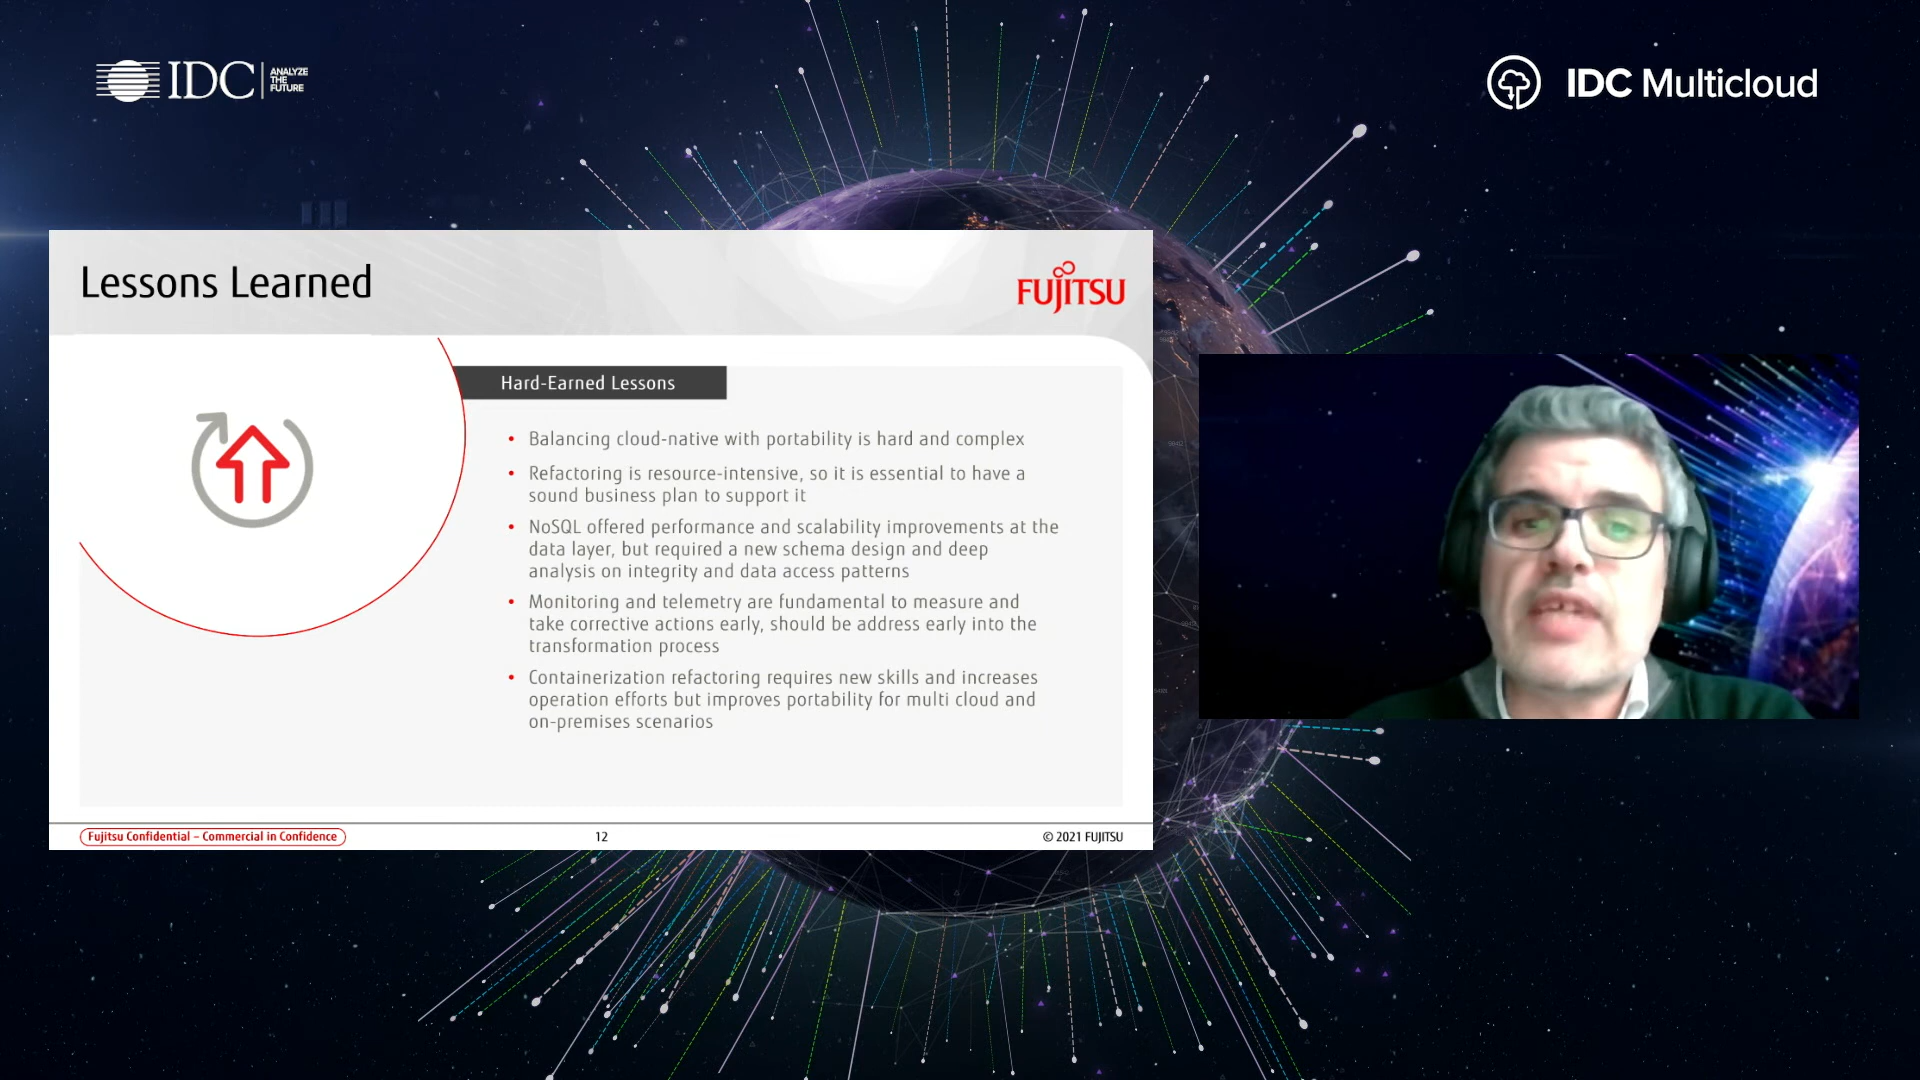 IDC
ANALYZE
THE
FUTURE
IDC Multicloud
Lessons Learned
FUJITSU
Hard-Earned Lessons
• Balancing cloud-native with portability is hard and complex
• Refactoring is resource-intensive, so it is essential to have a
sound business plan to support it
• NoSQL offered performance and scalability improvements at the
data layer, but required a new schema design and deep
analysis on integrity and data access patterns
• Monitoring and telemetry are fundamental to measure and
take corrective actions early, should be address early into the
transformation process
• Containerization refactoring requires new skills and increases
operation efforts but improves portability for multi cloud and
on-premises scenarios
Fujitsu Confidential – Commercial in Confidence
12
© 2021 FUJITSU